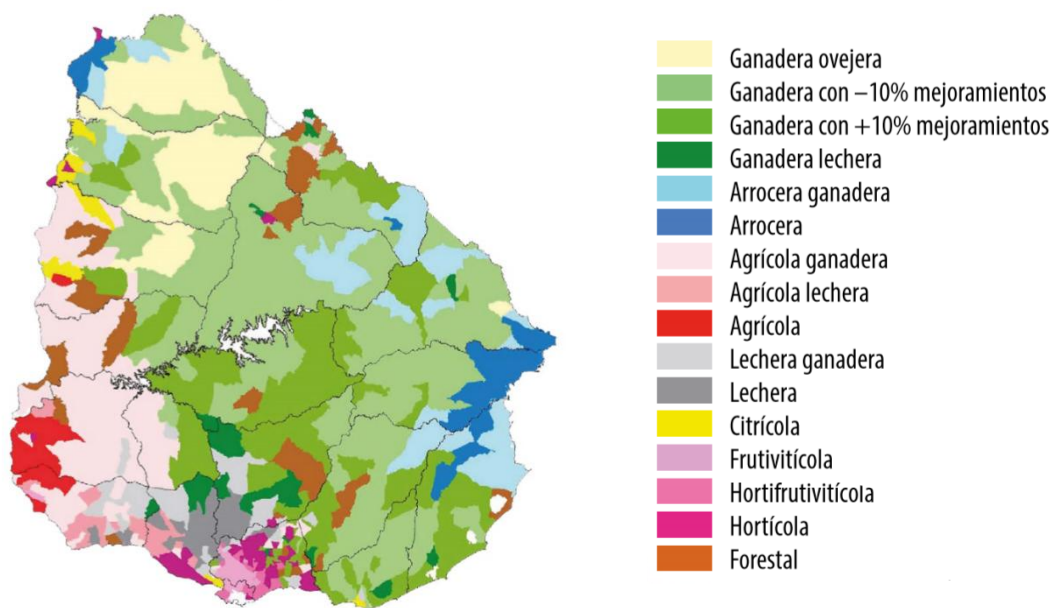 Ganadera ovejera
Ganadera con –10% mejoramientos
Ganadera con +10% mejoramientos
Ganadera lechera
Arrocera ganadera
Arrocera
Agrícola ganadera
Agrícola lechera
Agrícola
Lechera ganadera
Lechera
Citrícola
Frutivitícola
Hortifrutivitícola
Hortícola
Forestal